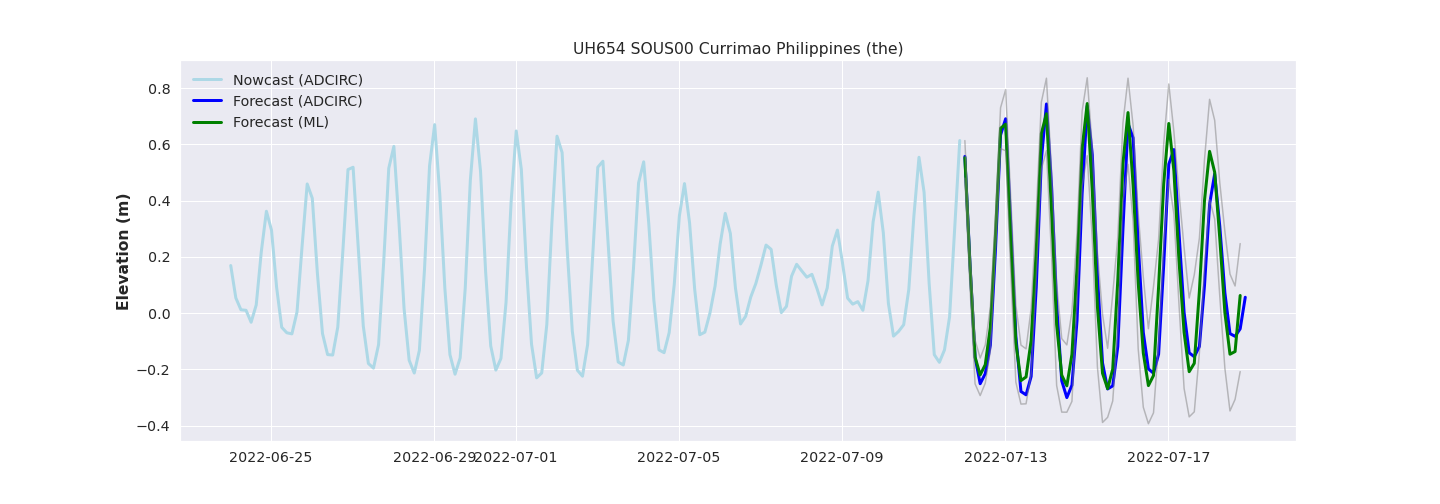 UH654 SOUS00 Currimao Philippines (the)
Nowcast (ADCIRC)
Forecast (ADCIRC)
Forecast (ML)
Elevation (m)
0.8
0.6
0.4
0.2
0.0
−0.2
−0.4
2022-06-25 2022-06-29 2022-07-01 2022-07-05 2022-07-09 2022-07-13 2022-07-17